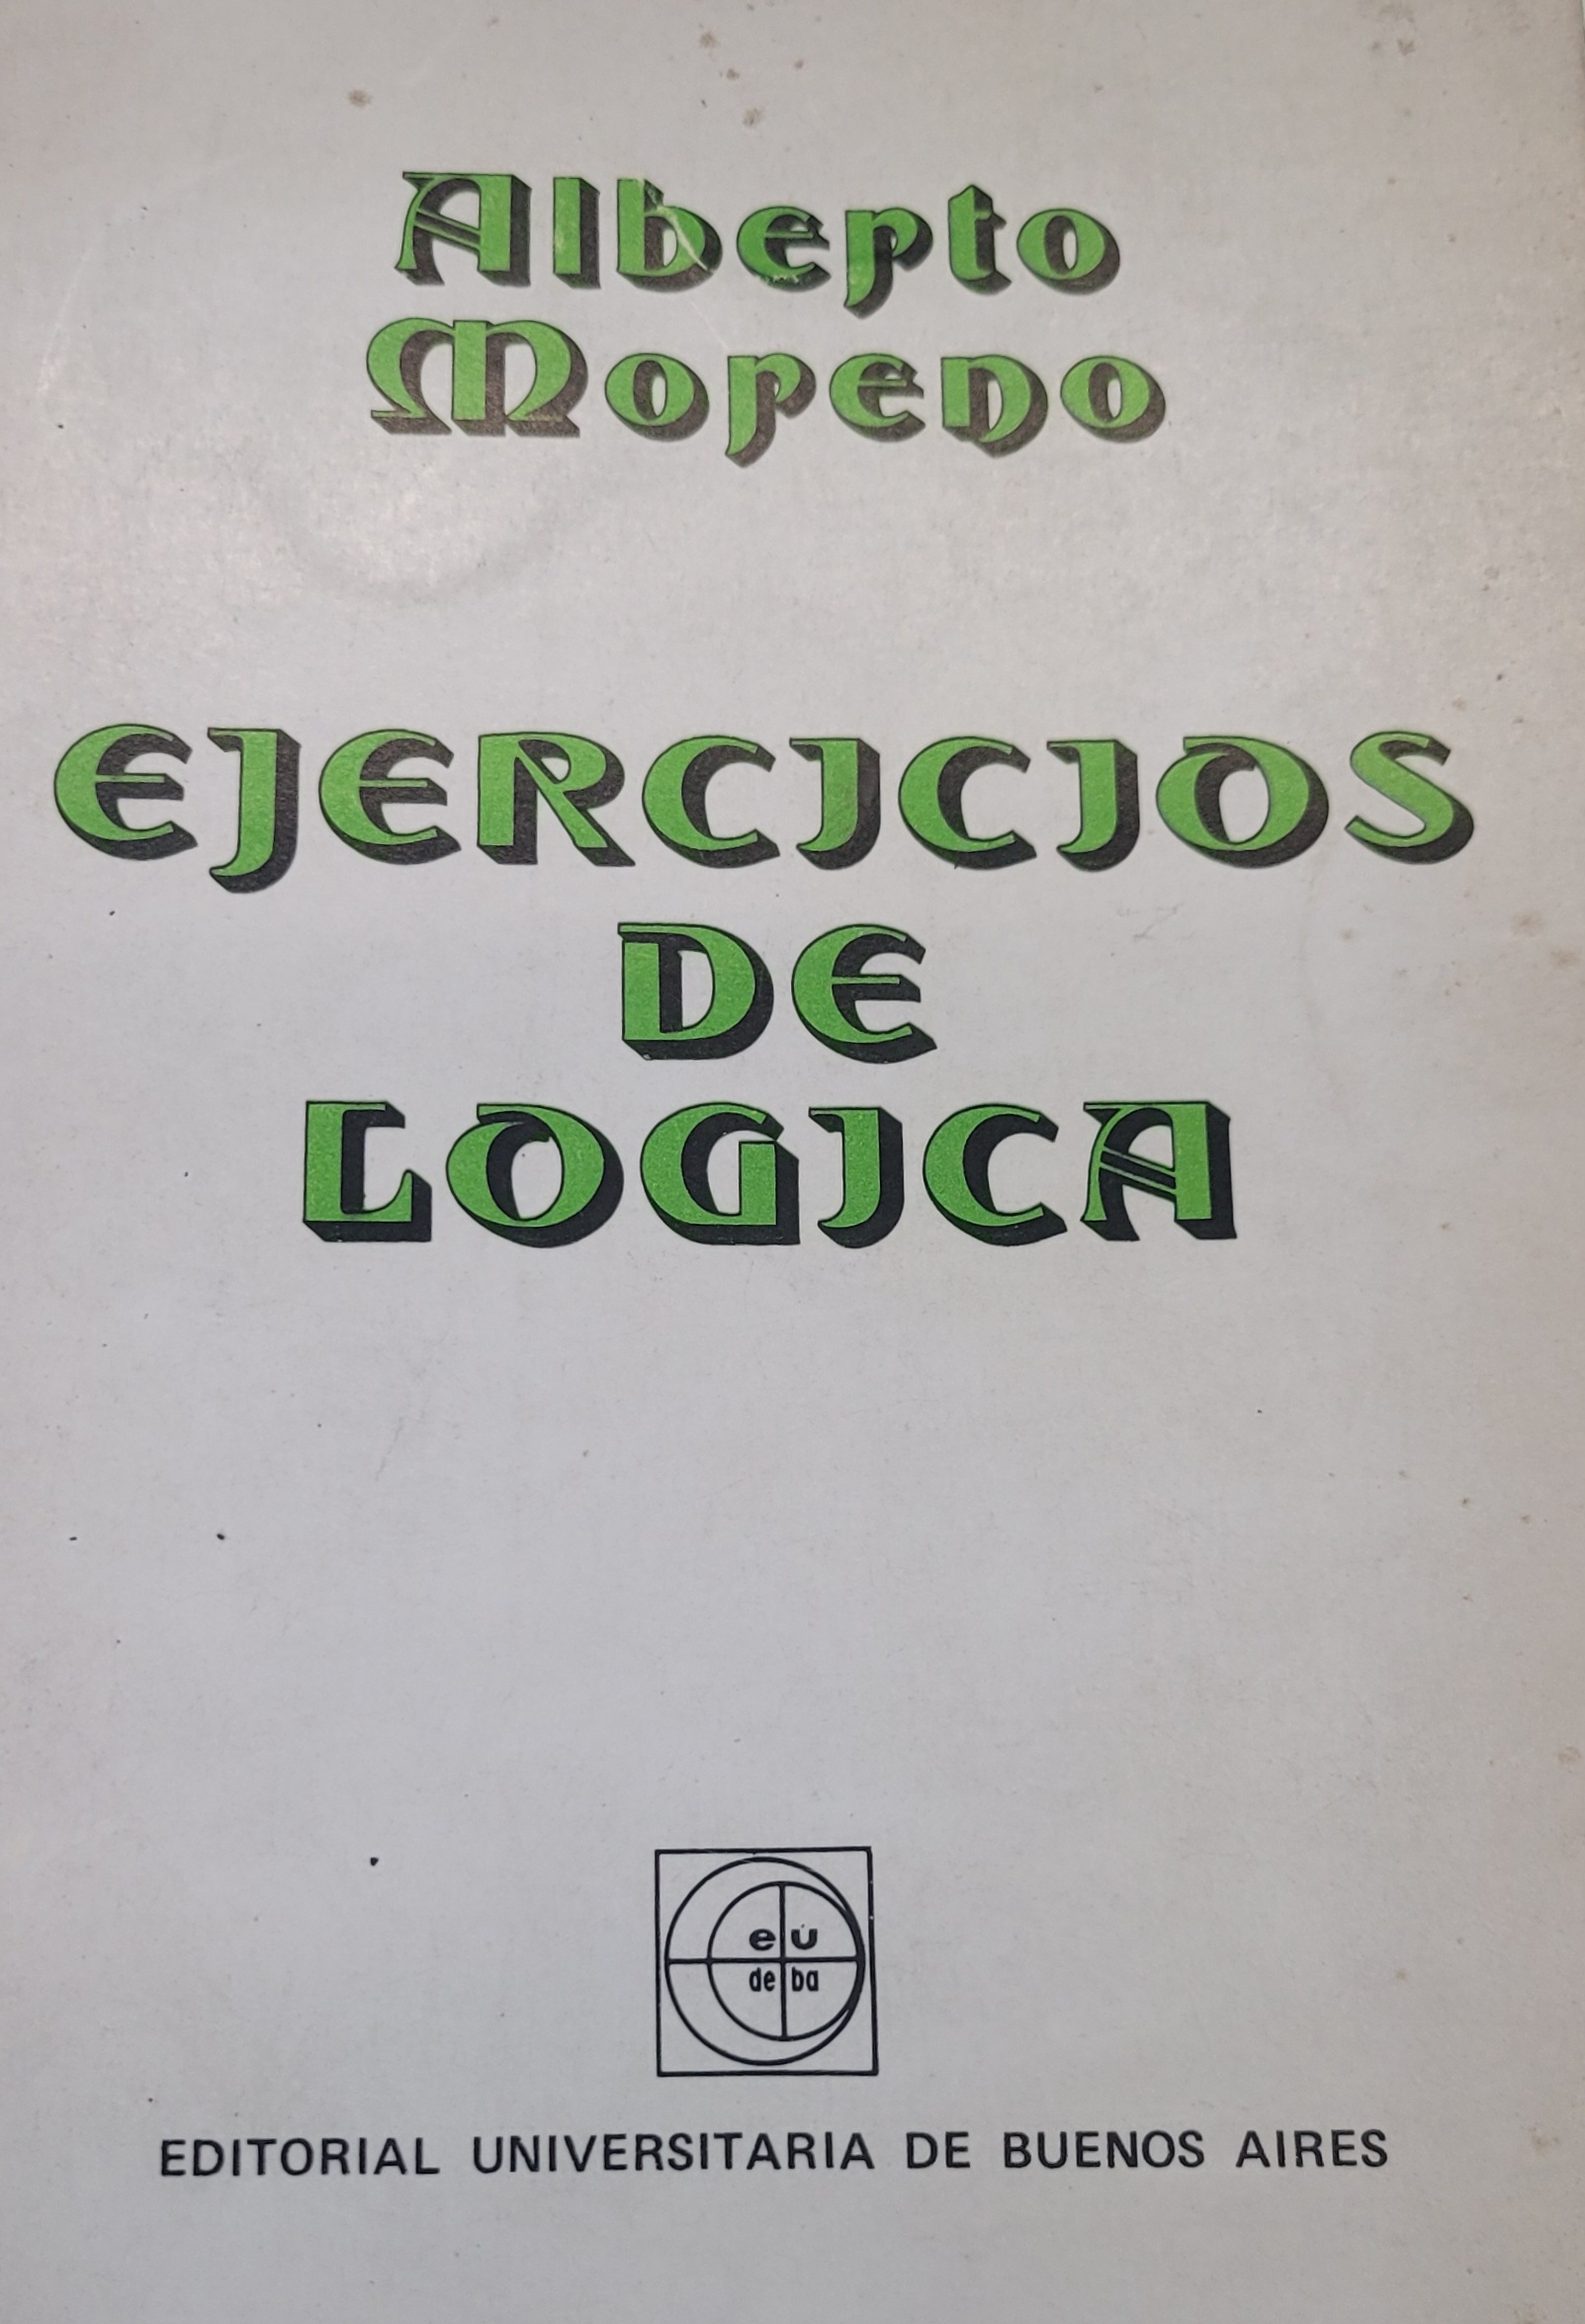 Alberto
Moreno
EJERCICIOS
DE
LOGICA
eu
de ba
EDITORIAL UNIVERSITARIA DE BUENOS AIRES